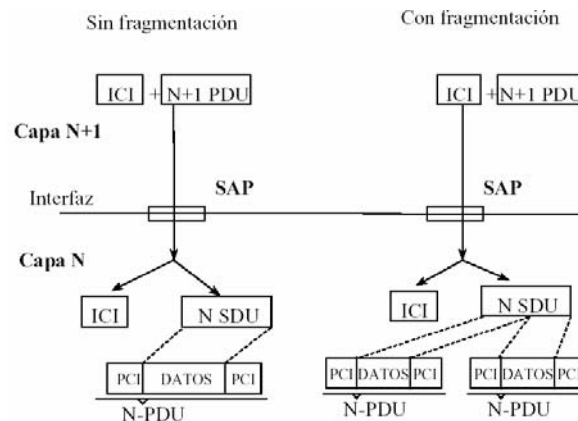 Sin fragmentación
Con fragmentación
ICI + N+1 PDU
ICI + N+1 PDU
Capa N+1
SAP
SAP
Interfaz
Capa N
ICI
N SDU
ICI
N SDU
PCI DATOS PCI
PCI DATOS PCI
PCI DATOS PCI
N-PDU
N-PDU
N-PDU